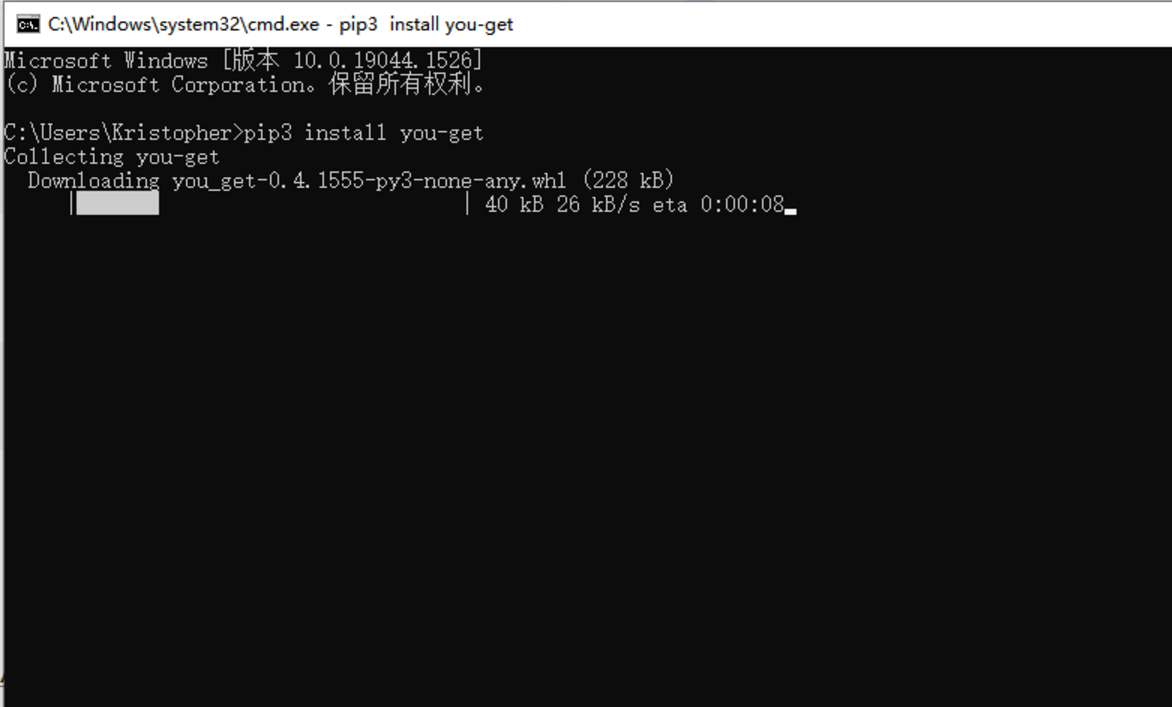 C:\Windows\system32\cmd.exe - pip3 install you-get
Microsoft Windows [版本 10.0.19044.1526]
(c) Microsoft Corporation。保留所有权利。
C:\Users\Kristopher>pip3 install you-get
Collecting you-get
Downloading you_get-0.4.1555-py3-none-any.whl (228 kB)
| | 40 kB 26 kB/s eta 0:00:08